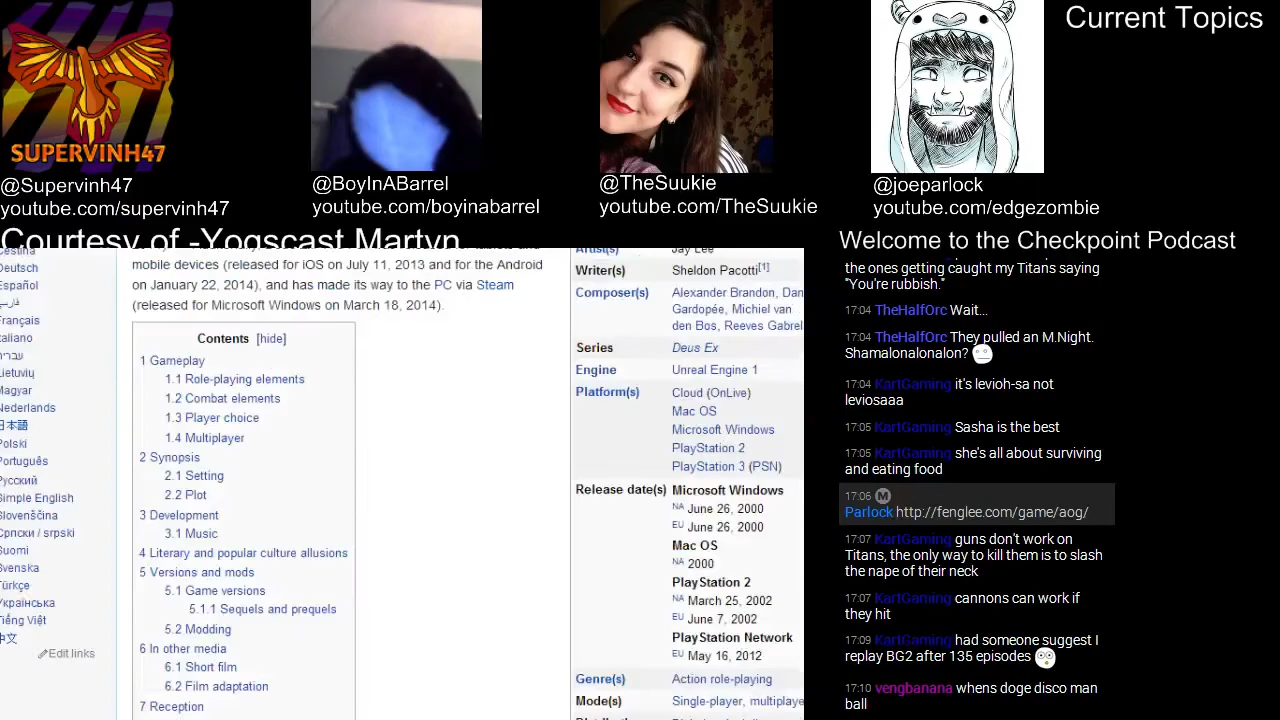 Current Topics
SUPERVINH47
@Supervinh47
youtube.com/supervinh47
@BoyInABarrel
youtube.com/boyinabarrel
@TheSuukie
youtube.com/TheSuukie
@joeparlock
youtube.com/edgezombie
Courtesy of -Yogscast Martyn
Welcome to the Checkpoint Podcast
Čeština
Deutsch
Español
فارسی
Français
Italiano
עברית
Lietuvių
Magyar
Nederlands
日本語
Polski
Português
Русский
Simple English
Slovenščina
Српски / srpski
Suomi
Svenska
Türkçe
Українська
Tiếng Việt
中文
Edit links
mobile devices (released for iOS on July 11, 2013 and for the Android
on January 22, 2014), and has made its way to the PC via Steam
(released for Microsoft Windows on March 18, 2014).
Contents [hide]
1 Gameplay
1.1 Role-playing elements
1.2 Combat elements
1.3 Player choice
1.4 Multiplayer
2 Synopsis
2.1 Setting
2.2 Plot
3 Development
3.1 Music
4 Literary and popular culture allusions
5 Versions and mods
5.1 Game versions
5.1.1 Sequels and prequels
5.2 Modding
6 In other media
6.1 Short film
6.2 Film adaptation
7 Reception
Artist(s) Jay Lee
Writer(s) Sheldon Pacotti[1]
Composer(s) Alexander Brandon, Dan
Gardopée, Michiel van
den Bos, Reeves Gabrel
Series Deus Ex
Engine Unreal Engine 1
Platform(s) Cloud (OnLive)
Mac OS
Microsoft Windows
PlayStation 2
PlayStation 3 (PSN)
Release date(s) Microsoft Windows
NA June 26, 2000
EU June 26, 2000
Mac OS
NA 2000
PlayStation 2
NA March 25, 2002
EU June 7, 2002
PlayStation Network
EU May 16, 2012
Genre(s) Action role-playing
Mode(s) Single-player, multiplaye
the ones getting caught my Titans saying
"You're rubbish."
17:04 TheHalfOrc Wait...
17:04 TheHalfOrc They pulled an M.Night.
Shamalonalonalon?
17:04 KartGaming it's levioh-sa not
leviosaaa
17:05 KartGaming Sasha is the best
17:05 KartGaming she's all about surviving
and eating food
17:06 M
Parlock http://fenglee.com/game/aog/
17:07 KartGaming guns don't work on
Titans, the only way to kill them is to slash
the nape of their neck
17:07 KartGaming cannons can work if
they hit
17:09 KartGaming had someone suggest I
replay BG2 after 135 episodes
17:10 vengbanana whens doge disco man
ball